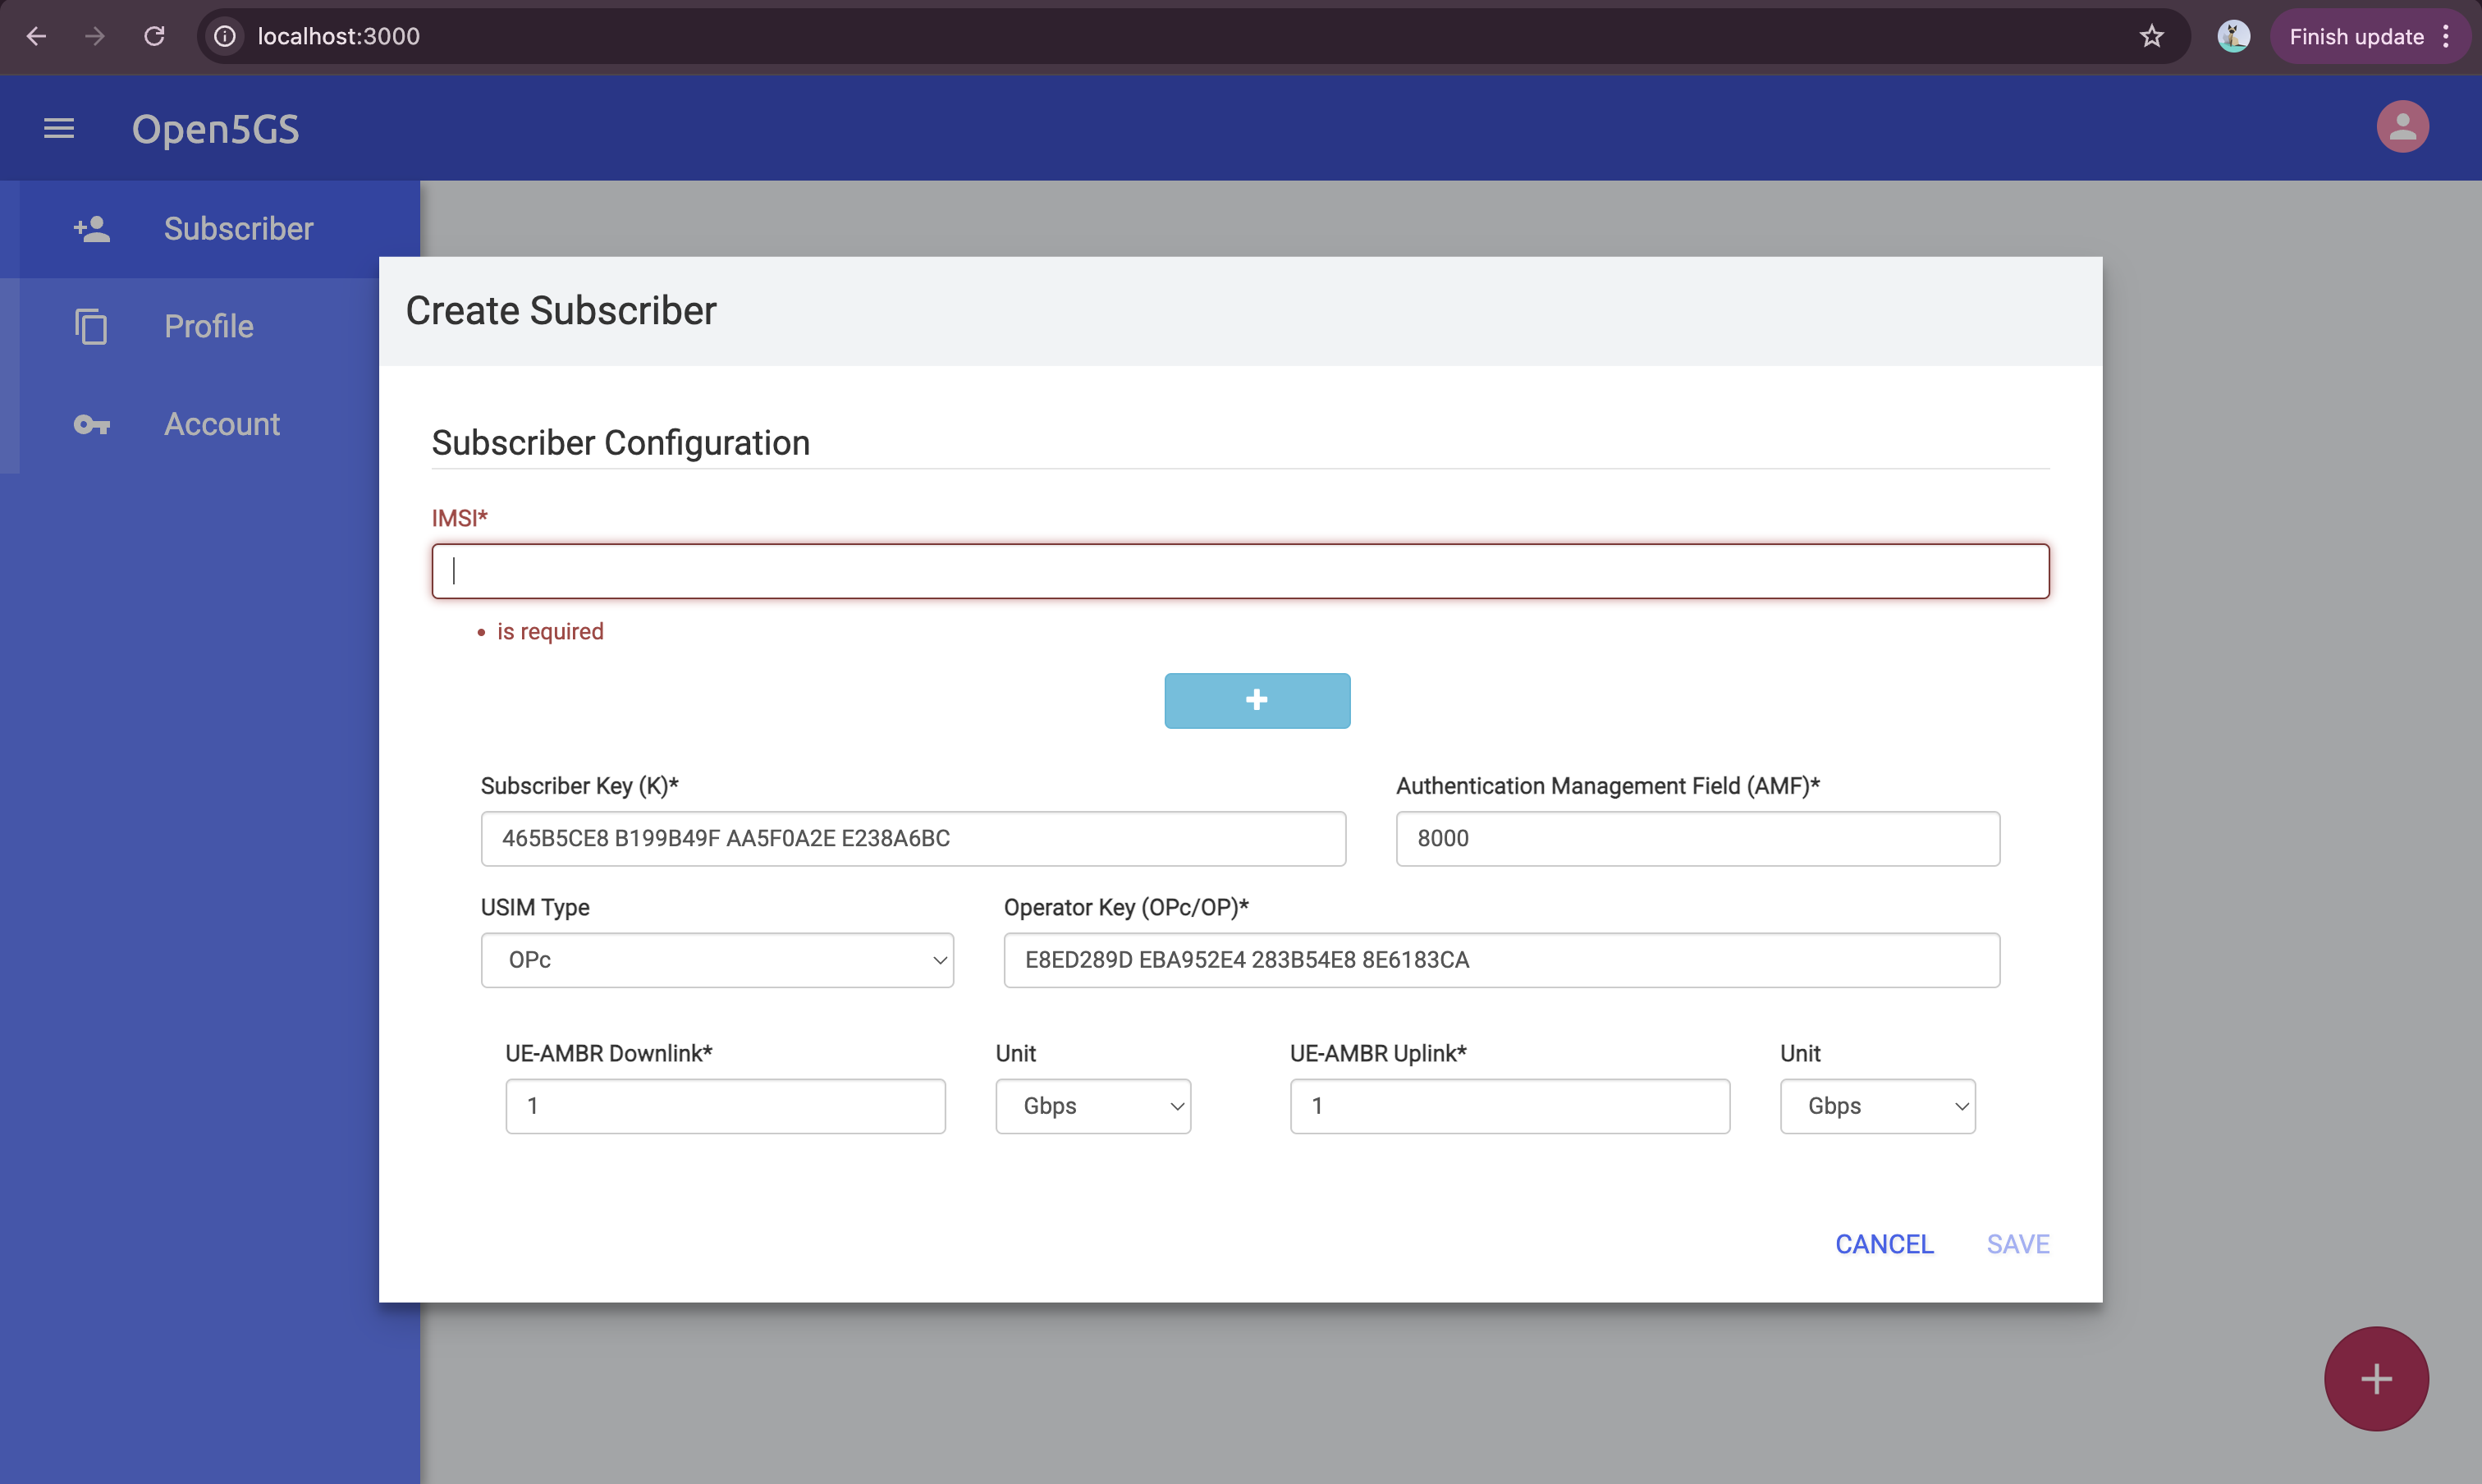 localhost:3000
Finish update
Open5GS
Subscriber
Profile
Account
Create Subscriber
Subscriber Configuration
IMSI*
is required
Subscriber Key (K)*
Authentication Management Field (AMF)*
465B5CE8 B199B49F AA5F0A2E E238A6BC
8000
USIM Type
Operator Key (OPc/OP)*
OPc
E8ED289D EBA952E4 283B54E8 8E6183CA
UE-AMBR Downlink*
Unit
UE-AMBR Uplink*
Unit
1
Gbps
1
Gbps
CANCEL
SAVE